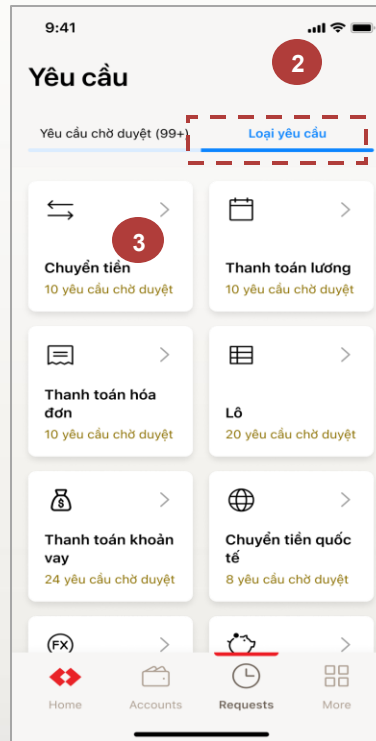 9:41
2
Yêu cầu
Yêu cầu chờ duyệt (99+)
Loại yêu cầu
3
Chuyển tiền
10 yêu cầu chờ duyệt
Thanh toán lương
10 yêu cầu chờ duyệt
Thanh toán hóa
đơn
10 yêu cầu chờ duyệt
Lô
20 yêu cầu chờ duyệt
$
Thanh toán khoản
vay
24 yêu cầu chờ duyệt
Chuyển tiền quốc
tế
8 yêu cầu chờ duyệt
FX
Home
Accounts
Requests
More